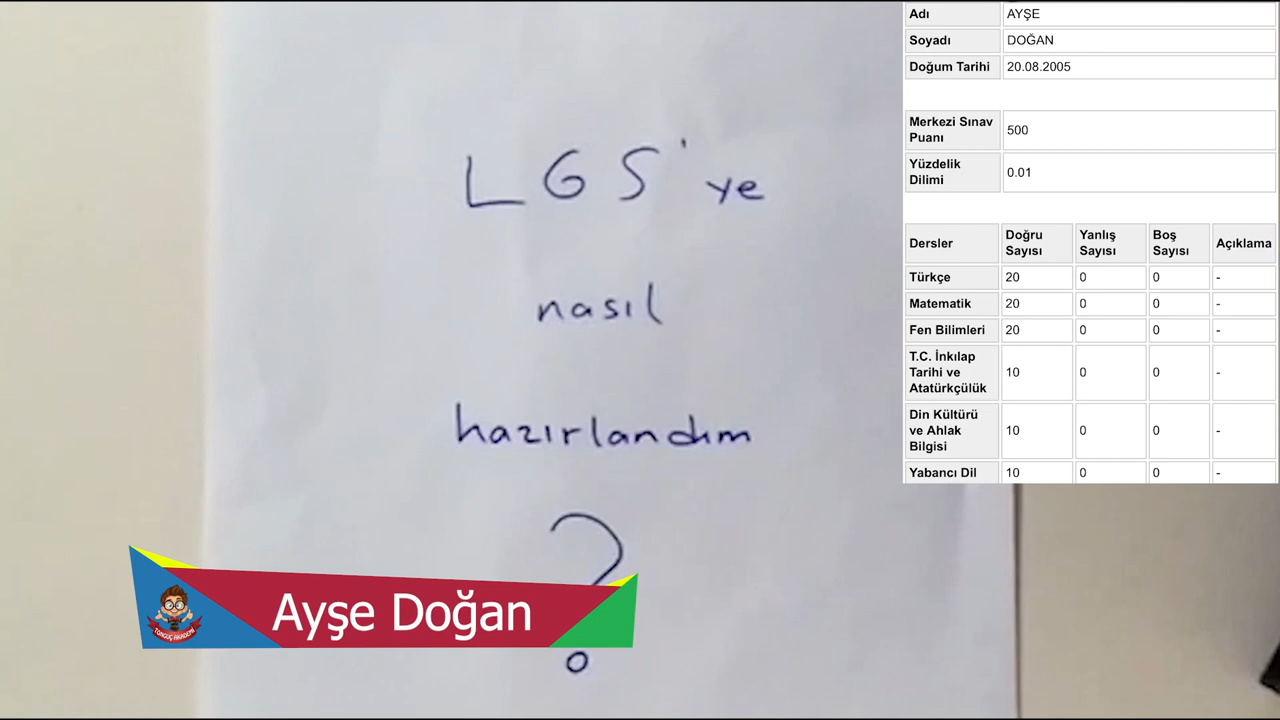 LGS'ye
nasıl
hazırlandım
?
Adı AYŞE
Soyadı DOĞAN
Doğum Tarihi 20.08.2005
Merkezi Sınav Puanı 500
Yüzdelik Dilimi 0.01
Dersler Doğru Sayısı Yanlış Sayısı Boş Sayısı Açıklama
Türkçe 20 0 0 -
Matematik 20 0 0 -
Fen Bilimleri 20 0 0 -
T.C. İnkılap Tarihi ve Atatürkçülük 10 0 0 -
Din Kültürü ve Ahlak Bilgisi 10 0 0 -
Yabancı Dil 10 0 0 -
TONGUÇ AKADEMİ
Ayşe Doğan